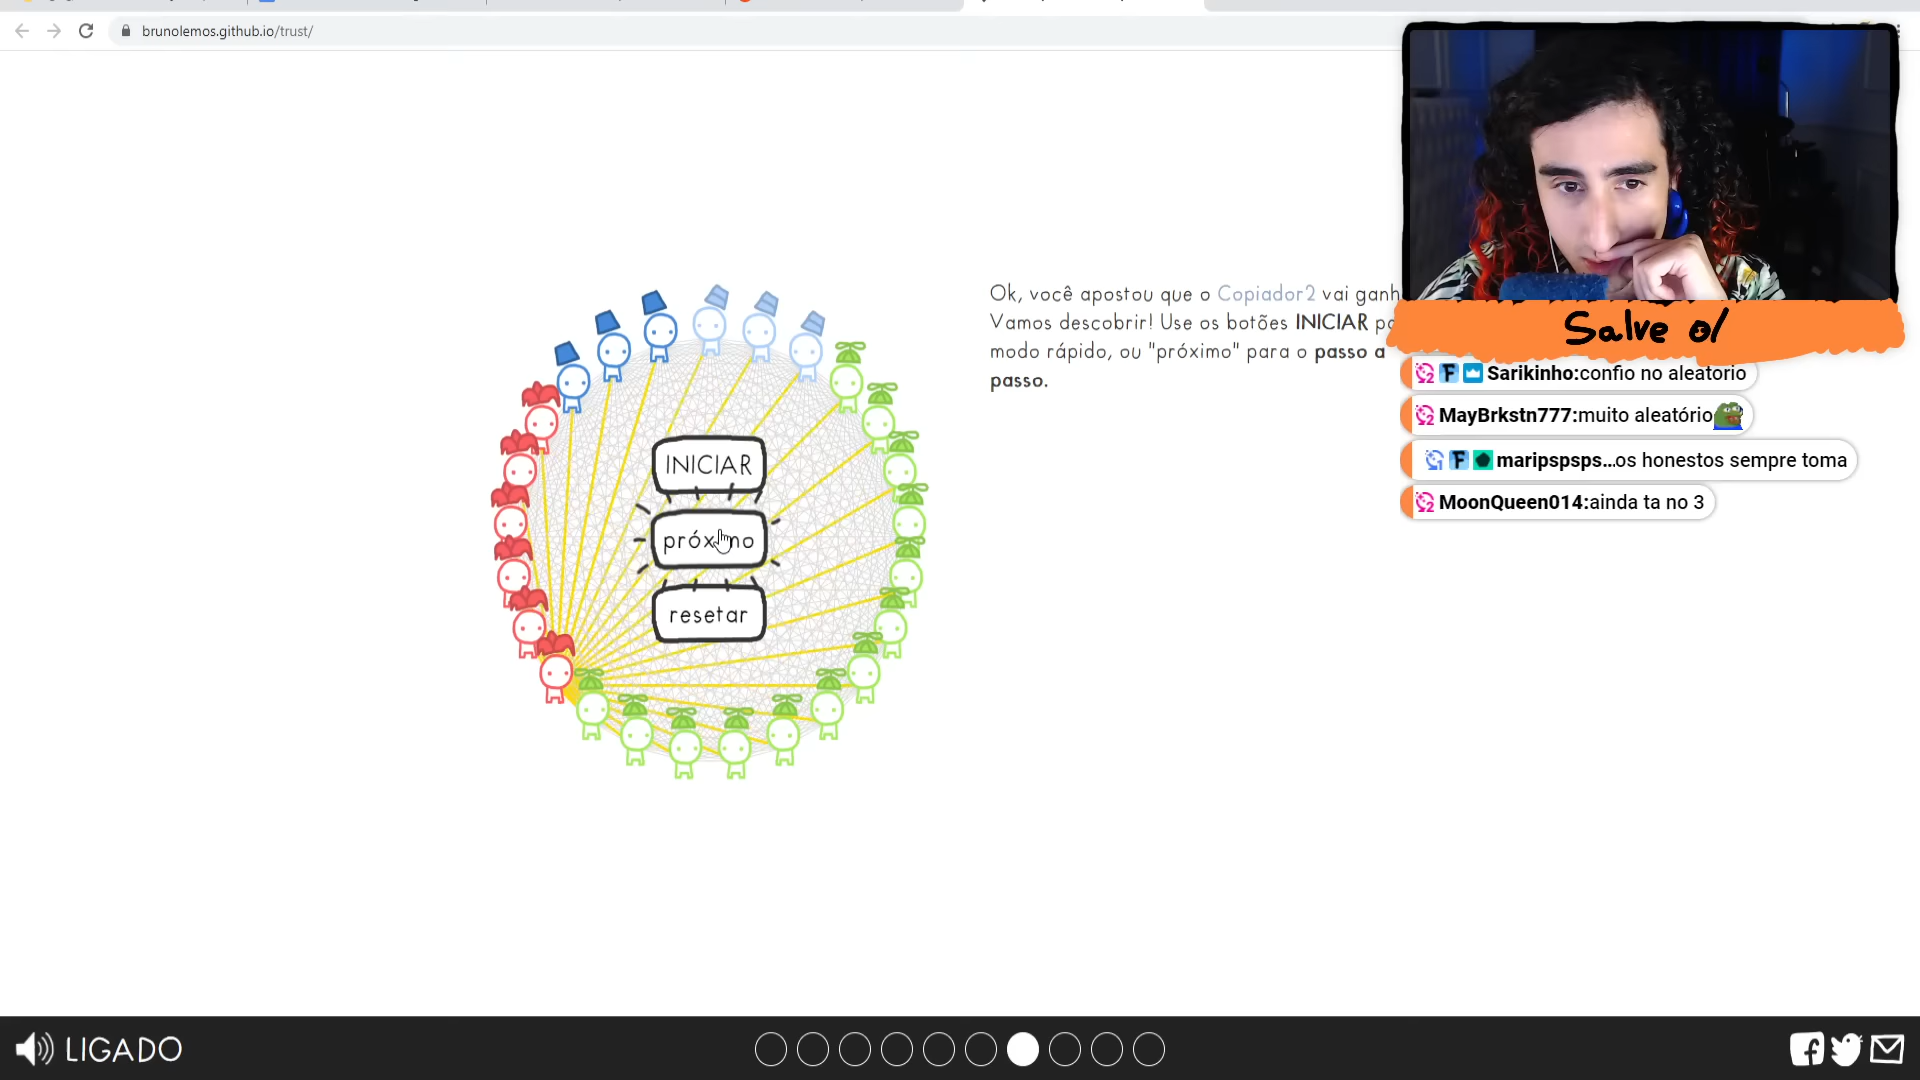 brunolemos.github.io/trust/
Ok, você apostou que o Copiador2 vai ganh
Vamos descobrir! Use os botões INICIAR
modo rápido, ou "próximo" para o passo a
passo.
INICIAR
próximo
resetar
Salve o/
Sarikinho:confio no aleatorio
MayBrkstn777:muito aleatório
maripspsps...os honestos sempre toma
MoonQueen014:ainda ta no 3
LIGADO